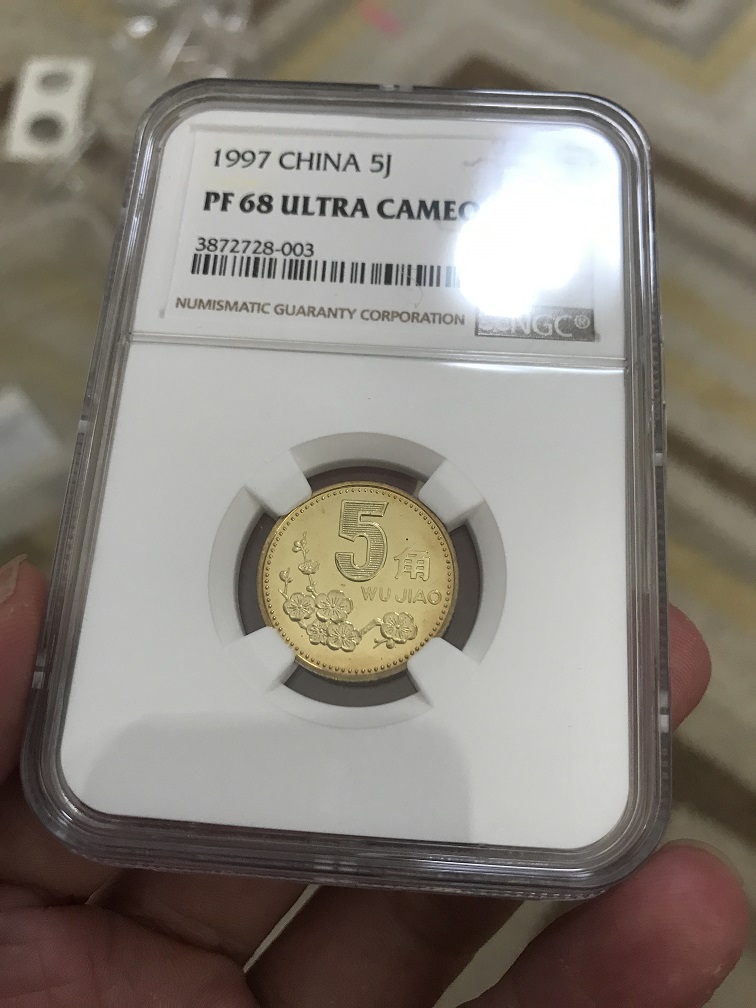 1997 CHINA 5J
PF 68 ULTRA CAMEO
3872728-003
NUMISMATIC GUARANTY CORPORATION
NGC®
5
角
WU JIAO